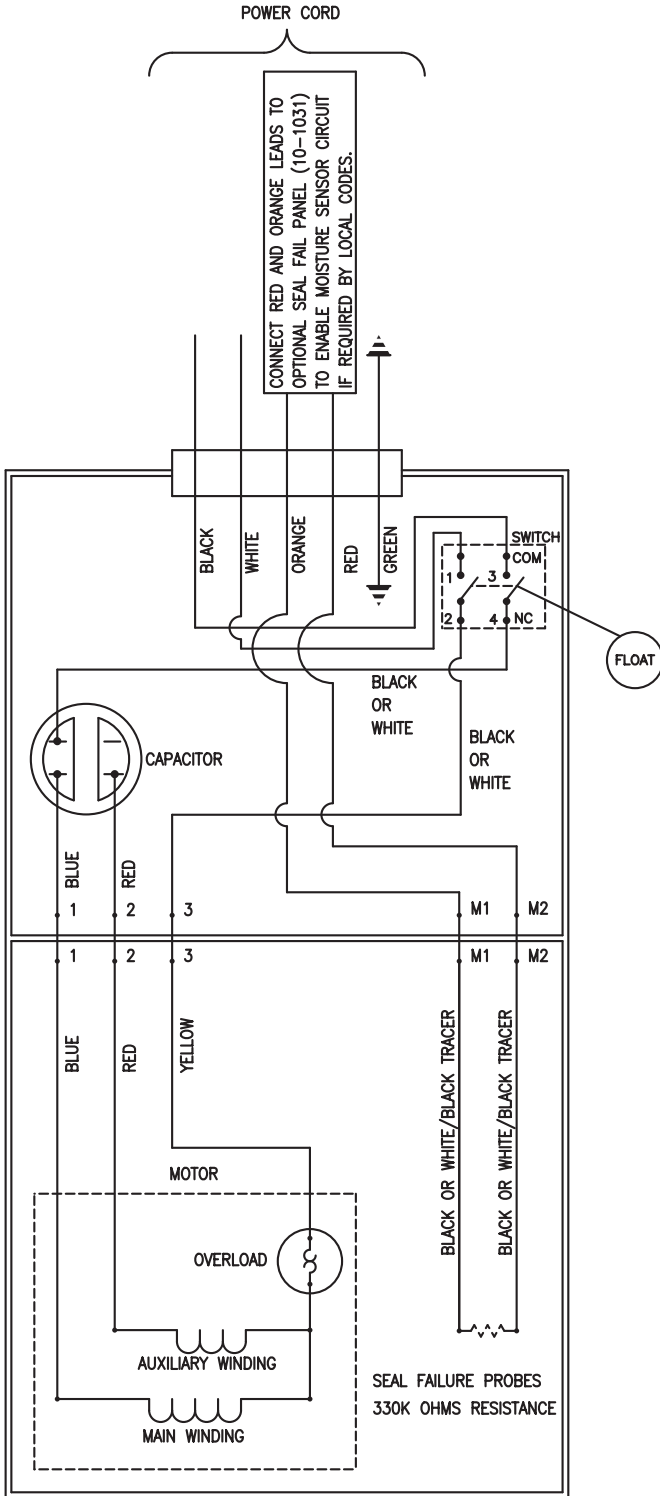 POWER CORD
CONNECT RED AND ORANGE LEADS TO
OPTIONAL SEAL FAIL PANEL (10-1031)
TO ENABLE MOISTURE SENSOR CIRCUIT
IF REQUIRED BY LOCAL CODES.
BLACK
WHITE
ORANGE
RED
GREEN
SWITCH
COM
1
3
2
4
NC
FLOAT
BLACK
OR
WHITE
BLACK
OR
WHITE
CAPACITOR
BLUE
RED
1
2
3
M1
M2
1
2
3
M1
M2
BLUE
RED
YELLOW
BLACK OR WHITE/BLACK TRACER
BLACK OR WHITE/BLACK TRACER
MOTOR
OVERLOAD
AUXILIARY WINDING
MAIN WINDING
SEAL FAILURE PROBES
330K OHMS RESISTANCE